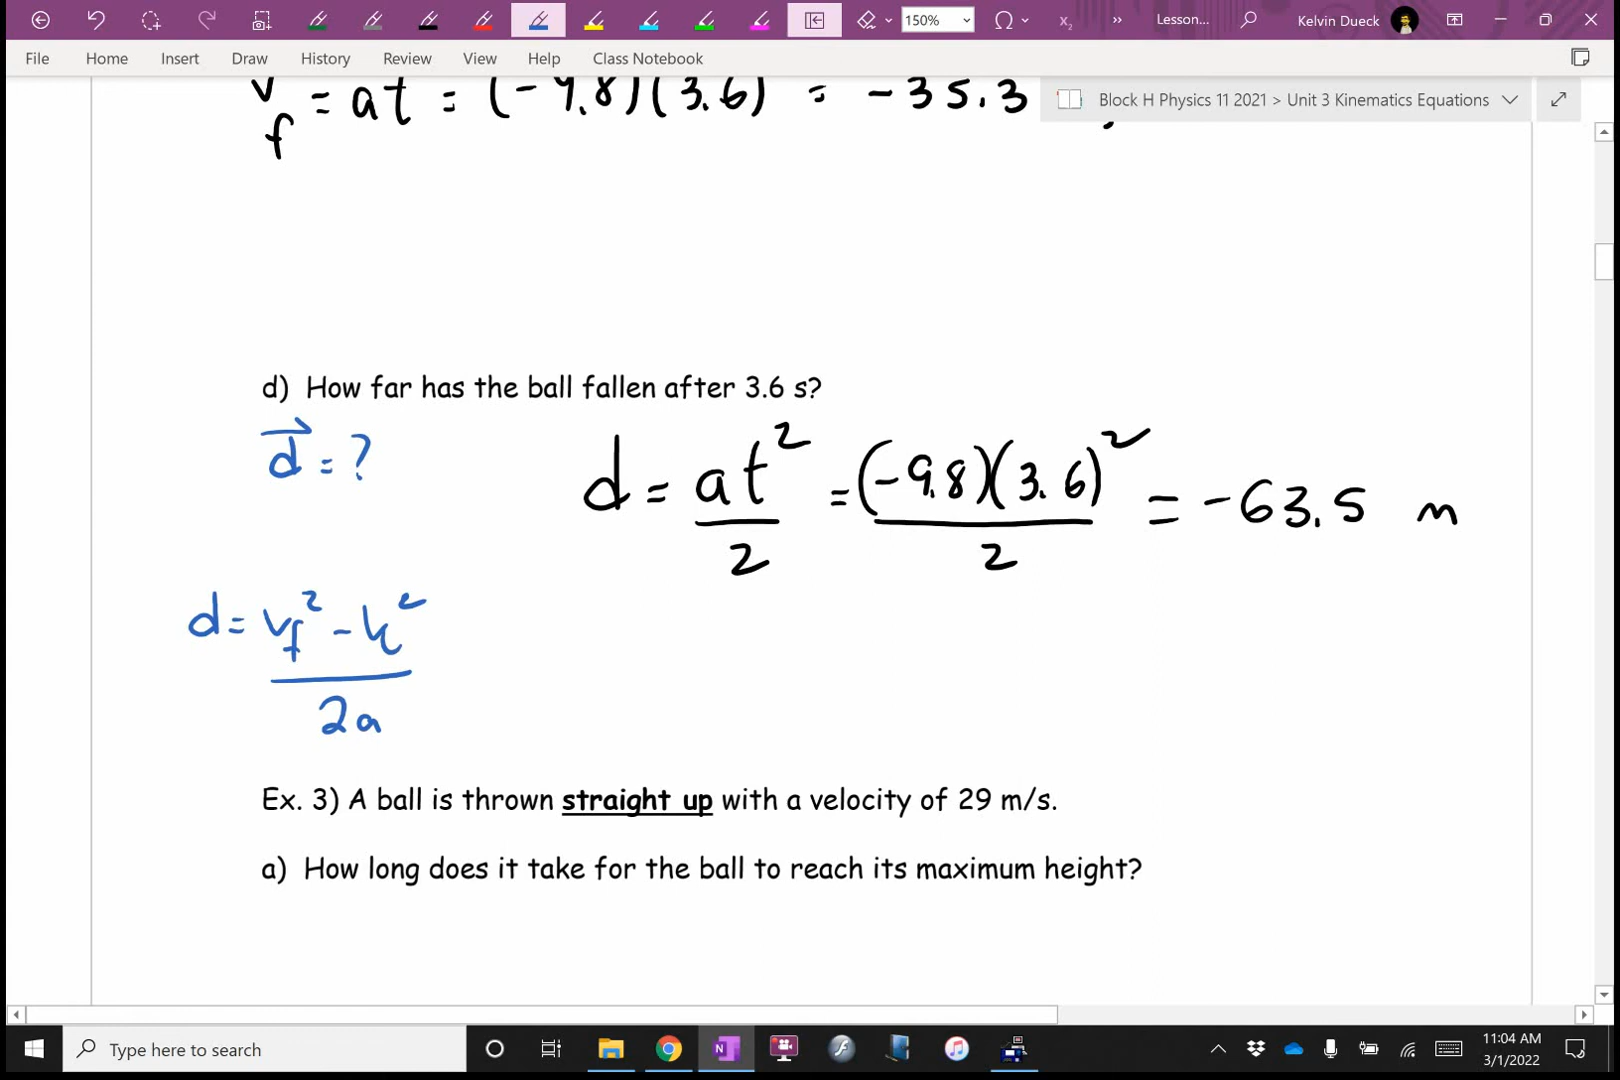 150%
Lesson...
Kelvin Dueck
File Home Insert Draw History Review View Help Class Notebook
Block H Physics 11 2021 > Unit 3 Kinematics Equations
v_f = at = (-9.8)(3.6) = -35.3
d) How far has the ball fallen after 3.6 s?
d = ?
d = at²/2 = (-9.8)(3.6)²/2 = -63.5 m
d = vf² - vi²/2a
Ex. 3) A ball is thrown straight up with a velocity of 29 m/s.
a) How long does it take for the ball to reach its maximum height?
Type here to search
11:04 AM
3/1/2022